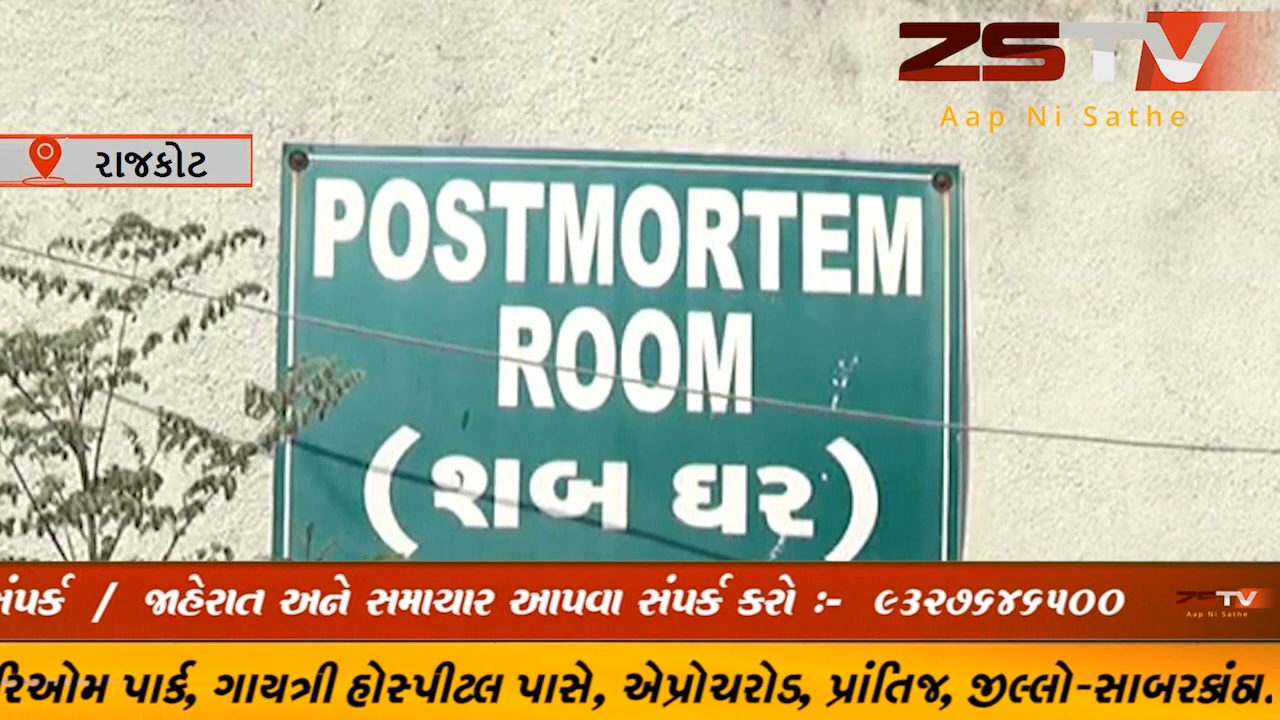 ZSTV
Aap Ni Sathe
રાજકોટ
POSTMORTEM
ROOM
(શબ ઘર)
સંપર્ક / જાહેરાત અને સમાચાર આપવા સંપર્ક કરો :- ૯૩૨૭૬૪૬૫૦૦
ZSTV
Aap Ni Sathe
પાર્ક, ગાયત્રી હોસ્પીટલ પાસે, એપ્રોચરોડ, પ્રાંતિજ, જીલ્લો-સાબરકાંઠા.